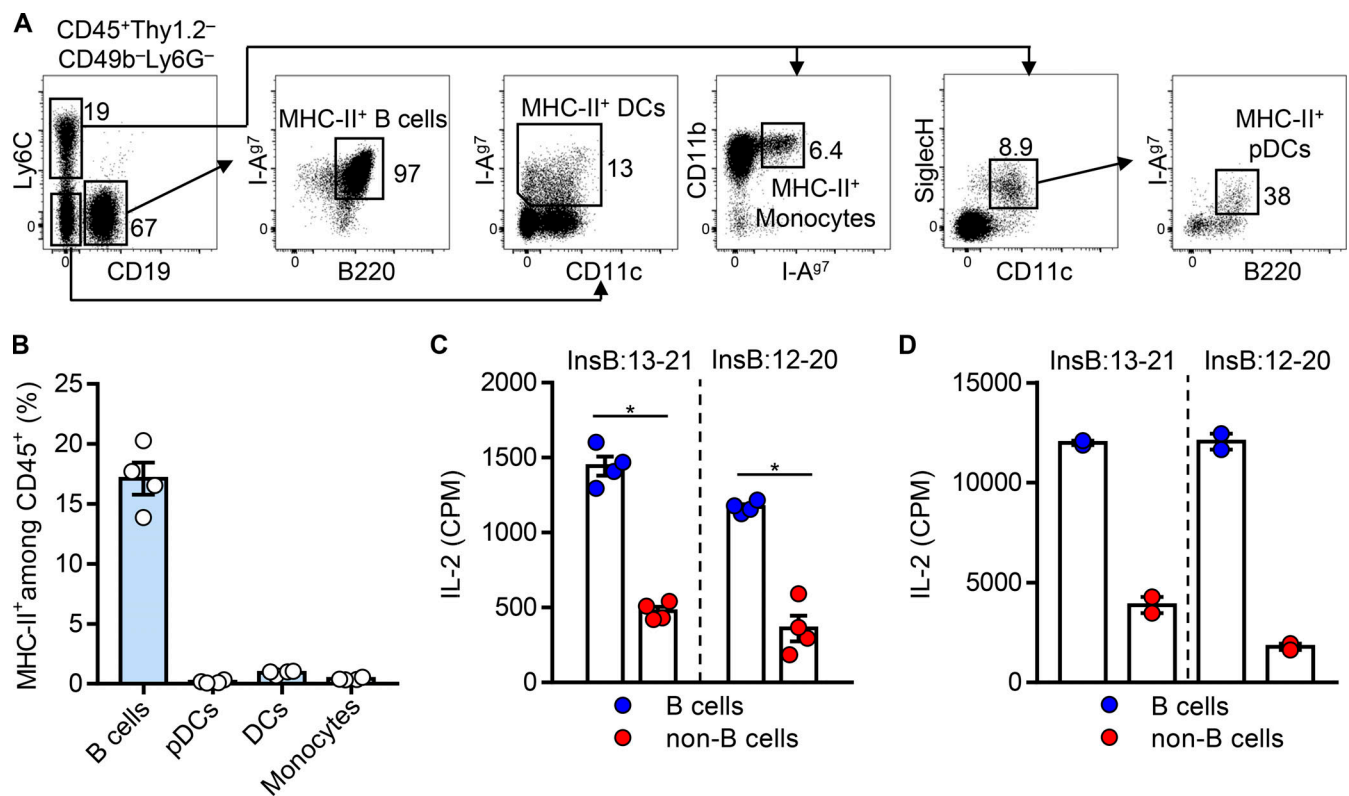 A
CD45⁺Thy1.2⁻
CD49b⁻Ly6G⁻
19
67
Ly6C
0
0
CD19
MHC-II⁺ B cells
97
I-Aᵍ⁷
0
0
B220
MHC-II⁺ DCs
13
I-Aᵍ⁷
0
0
CD11c
6.4
MHC-II⁺
Monocytes
CD11b
0
0
I-Aᵍ⁷
8.9
SiglecH
0
0
CD11c
MHC-II⁺
pDCs
38
I-Aᵍ⁷
0
0
B220
B
MHC-II⁺among CD45⁺ (%)
25
20
15
10
5
0
B cells
pDCs
DCs
Monocytes
C
InsB:13-21
InsB:12-20
IL-2 (CPM)
2000
1500
1000
500
0
*
*
B cells
non-B cells
D
InsB:13-21
InsB:12-20
IL-2 (CPM)
15000
10000
5000
0
B cells
non-B cells